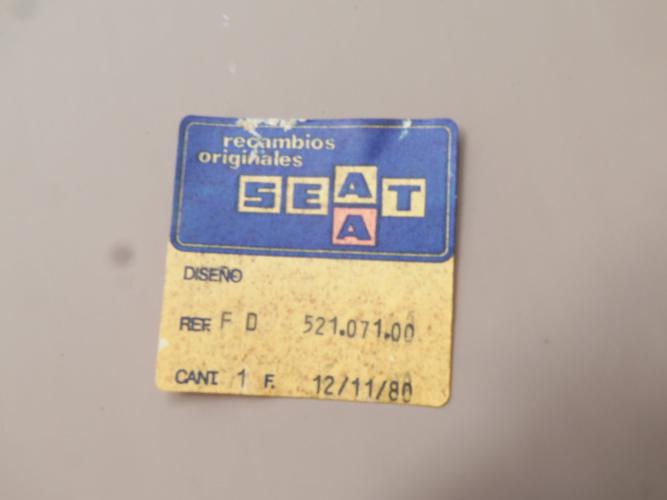 recambios
originales
SEAT
A
DISEÑO
REF. F D 521.071.00
CANT. 1 F. 12/11/80